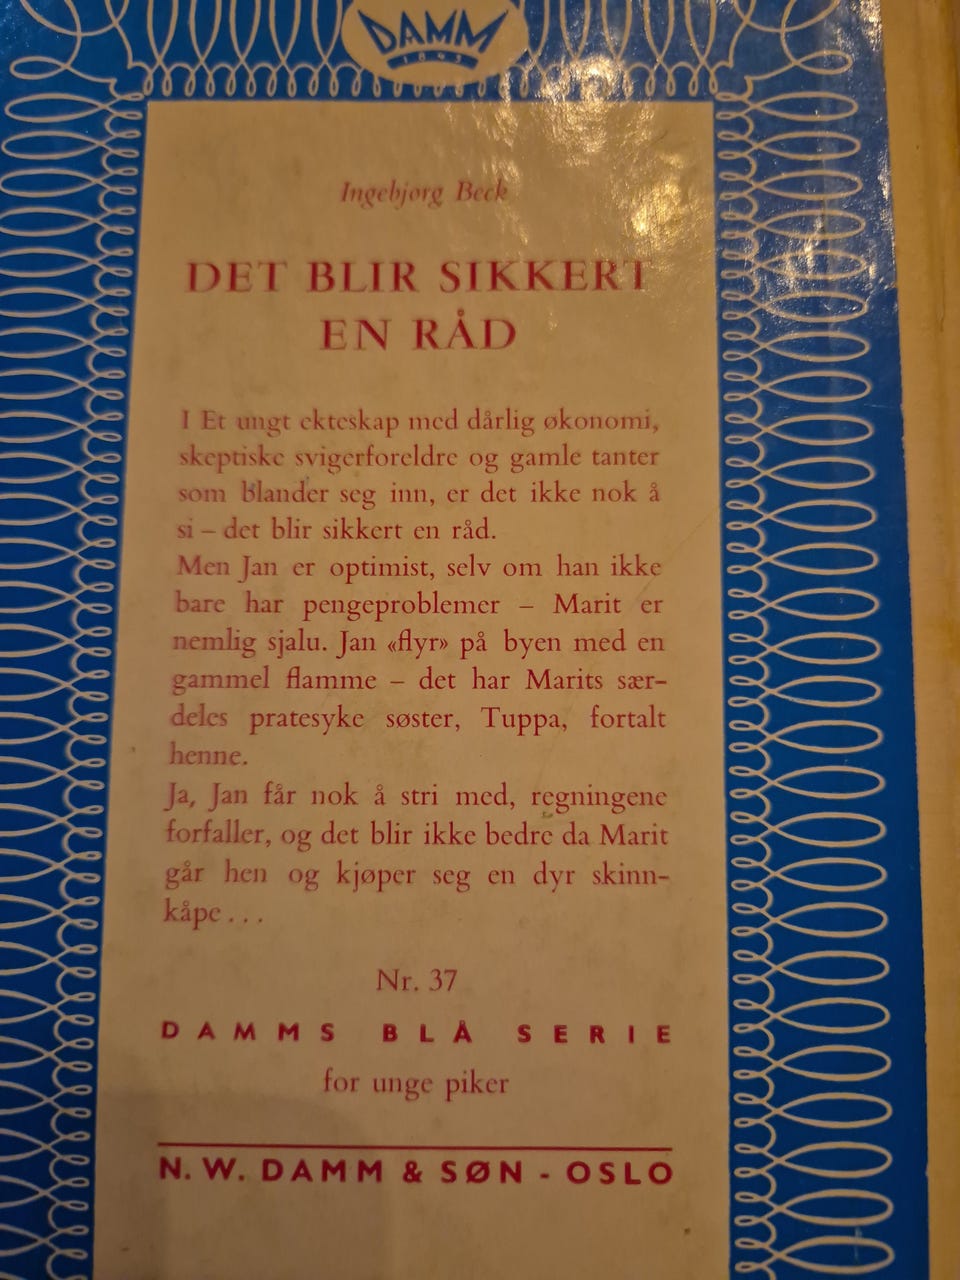 DAMM
1843
Ingebjørg Beck
DET BLIR SIKKERT
EN RÅD
I Et ungt ekteskap med dårlig økonomi,
skeptiske svigerforeldre og gamle tanter
som blander seg inn, er det ikke nok å
si – det blir sikkert en råd.
Men Jan er optimist, selv om han ikke
bare har pengeproblemer – Marit er
nemlig sjalu. Jan «flyr» på byen med en
gammel flamme – det har Marits sær-
deles pratesyke søster, Tuppa, fortalt
henne.
Ja, Jan får nok å stri med, regningene
forfaller, og det blir ikke bedre da Marit
går hen og kjøper seg en dyr skinn-
kåpe . . .
Nr. 37
DAMMS BLÅ SERIE
for unge piker
N. W. DAMM & SØN - OSLO